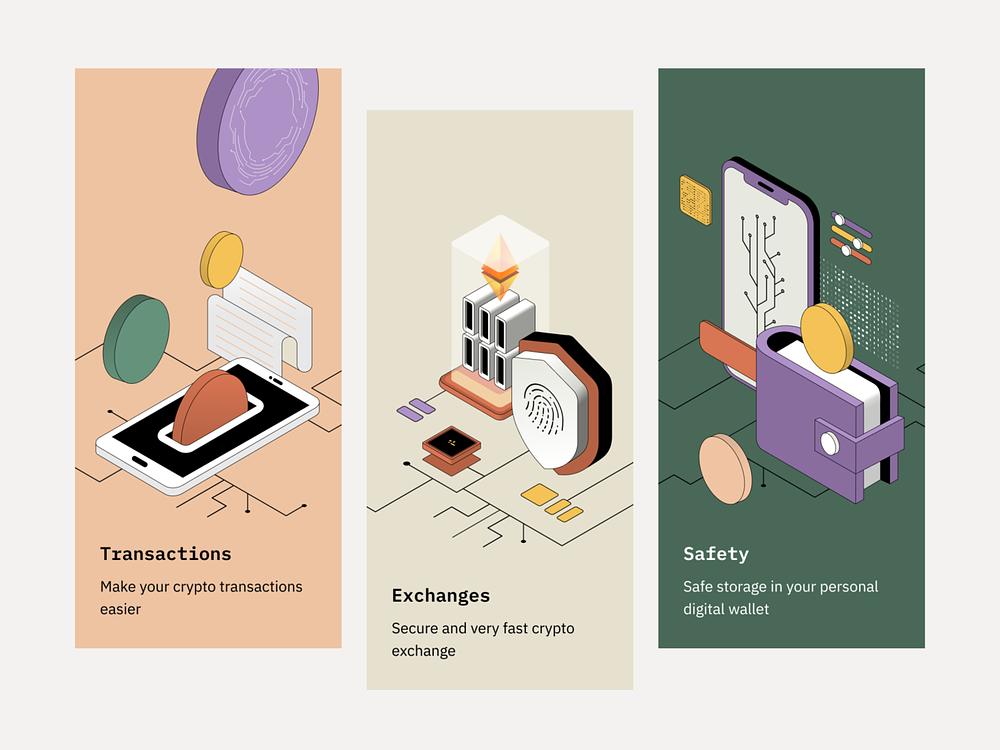 Transactions
Make your crypto transactions
easier
Exchanges
Secure and very fast crypto
exchange
Safety
Safe storage in your personal
digital wallet